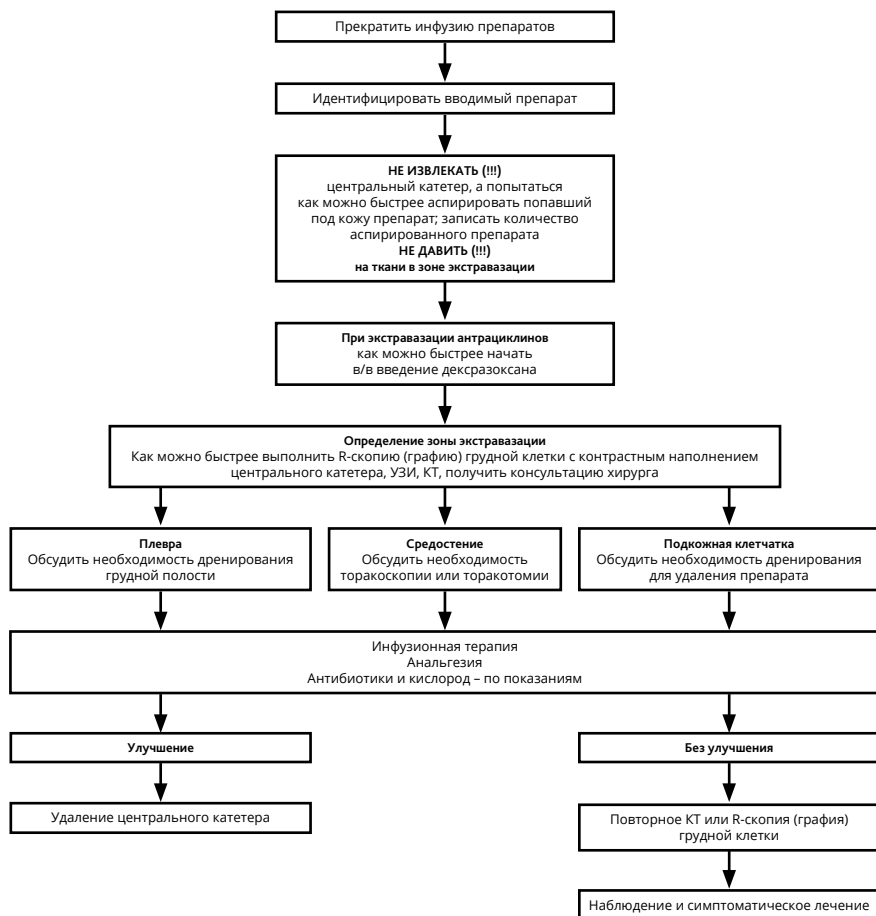 Прекратить инфузию препаратов
Идентифицировать вводимый препарат
НЕ ИЗВЛЕКАТЬ (!!!)
центральный катетер, а попытаться
как можно быстрее аспирировать попавший
под кожу препарат; записать количество
аспирированного препарата
НЕ ДАВИТЬ (!!!)
на ткани в зоне экстравазации
При экстравазации антрациклинов
как можно быстрее начать
в/в введение дексразоксана
Определение зоны экстравазации
Как можно быстрее выполнить R-скопию (графию) грудной клетки с контрастным наполнением
центрального катетера, УЗИ, КТ, получить консультацию хирурга
Плевра
Обсудить необходимость дренирования
грудной полости
Средостение
Обсудить необходимость
торакоскопии или торакотомии
Подкожная клетчатка
Обсудить необходимость дренирования
для удаления препарата
Инфузионная терапия
Анальгезия
Антибиотики и кислород – по показаниям
Улучшение
Без улучшения
Удаление центрального катетера
Повторное КТ или R-скопия (графия)
грудной клетки
Наблюдение и симптоматическое лечение